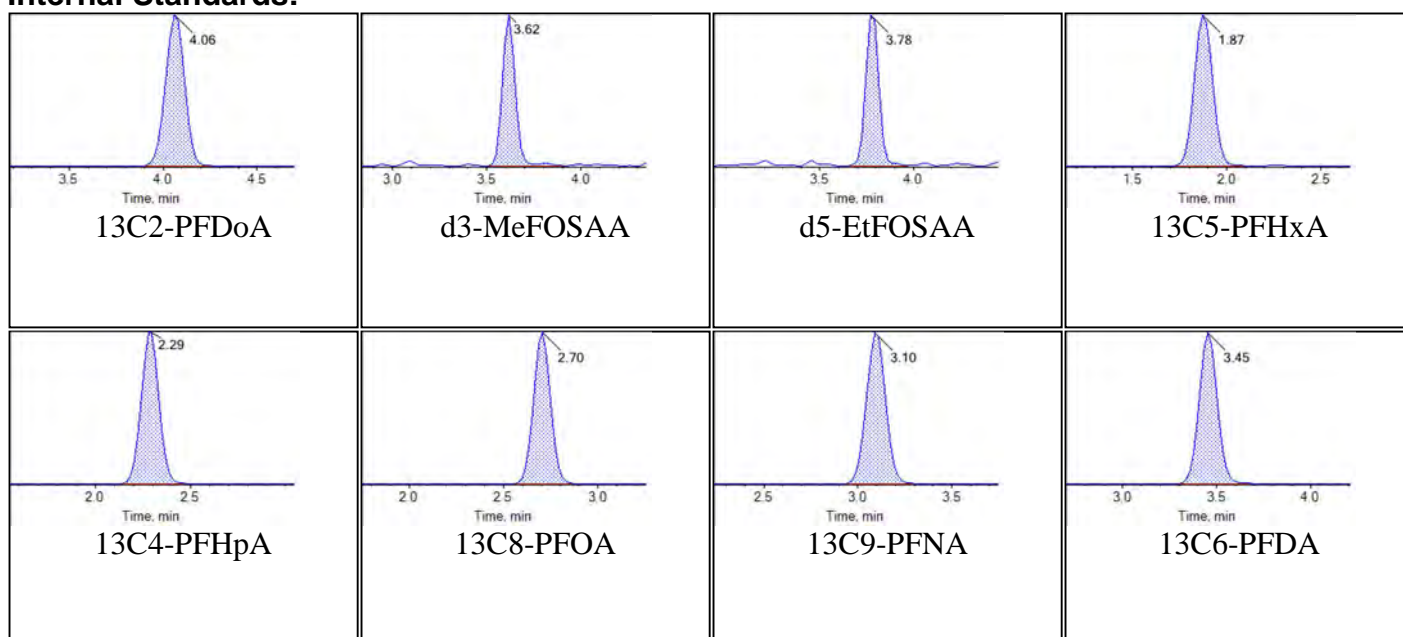 Internal Standards:
4.06
3.5 4.0 4.5
Time, min
13C2-PFDoA
3.62
3.0 3.5 4.0
Time, min
d3-MeFOSAA
3.78
3.5 4.0
Time, min
d5-EtFOSAA
1.87
1.5 2.0 2.5
Time, min
13C5-PFHxA
2.29
2.0 2.5
Time, min
13C4-PFHpA
2.70
2.0 2.5 3.0
Time, min
13C8-PFOA
3.10
2.5 3.0 3.5
Time, min
13C9-PFNA
3.45
3.0 3.5 4.0
Time, min
13C6-PFDA